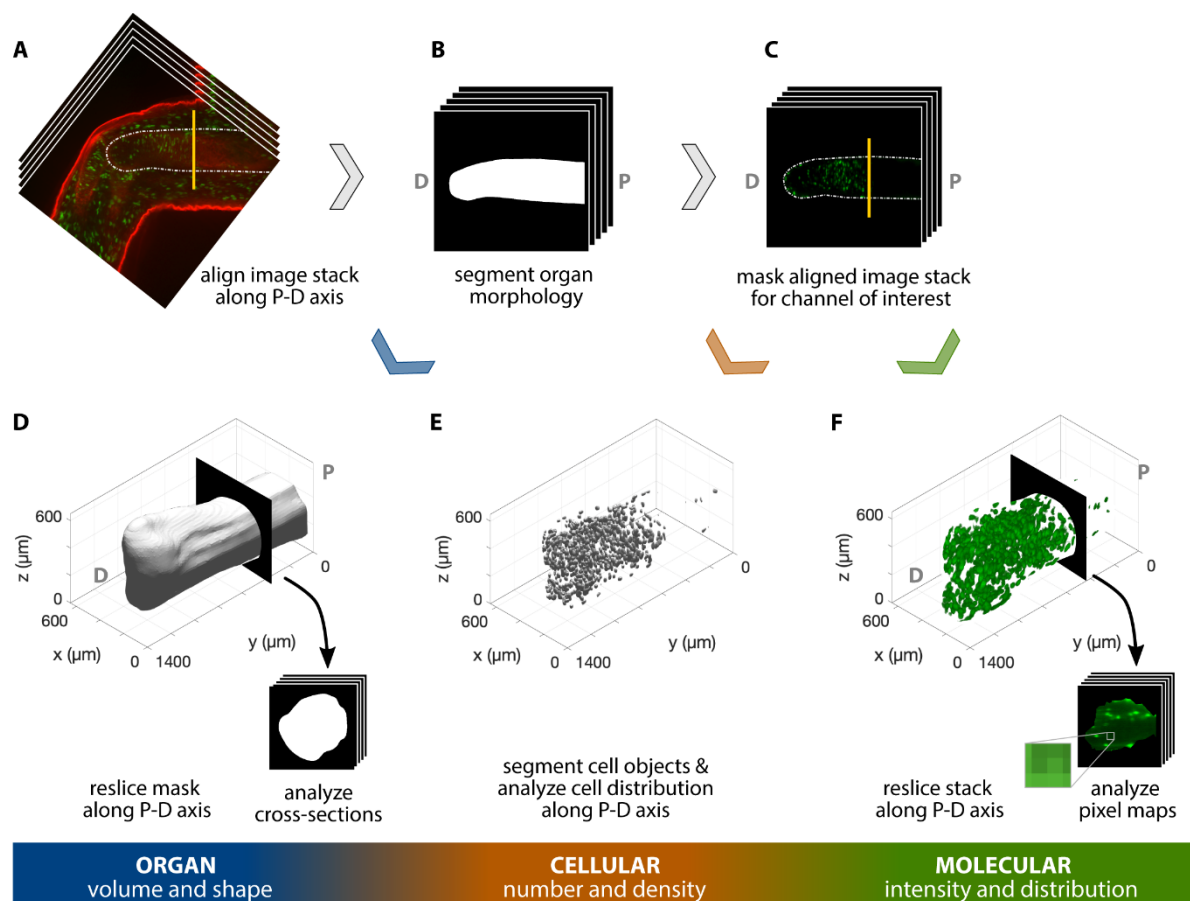 A
B
C
D
P
D
align image stack
along P-D axis
segment organ
morphology
mask aligned image stack
for channel of interest
D
P
D
600
z (µm)
0
600
x (µm)
0
1400
y (µm)
0
reslice mask
along P-D axis
analyze
cross-sections
E
600
z (µm)
0
600
x (µm)
0
1400
y (µm)
0
segment cell objects &
analyze cell distribution
along P-D axis
F
P
D
600
z (µm)
0
600
x (µm)
0
1400
y (µm)
0
reslice stack
along P-D axis
analyze
pixel maps
ORGAN
volume and shape
CELLULAR
number and density
MOLECULAR
intensity and distribution